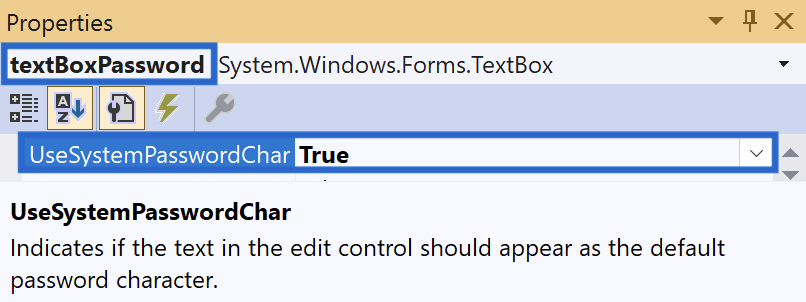 Properties
textBoxPassword System.Windows.Forms.TextBox
A
Z
UseSystemPasswordChar True
UseSystemPasswordChar
Indicates if the text in the edit control should appear as the default
password character.